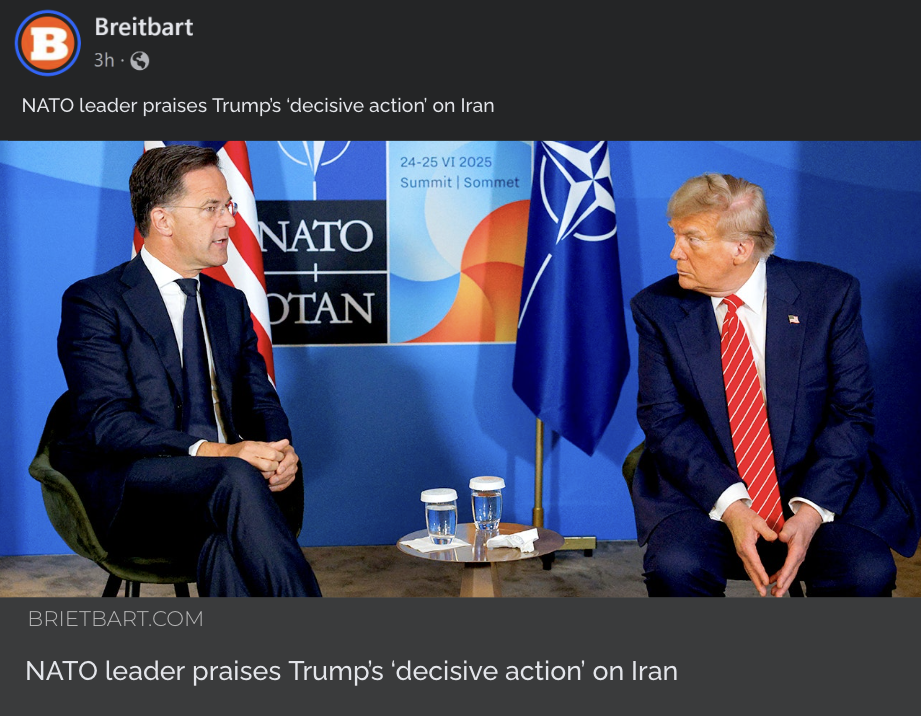 B
Breitbart
3h ·
NATO leader praises Trump's ‘decisive action’ on Iran
24-25 VI 2025
Summit | Sommet
NATO
OTAN
BRIETBART.COM
NATO leader praises Trump's ‘decisive action’ on Iran